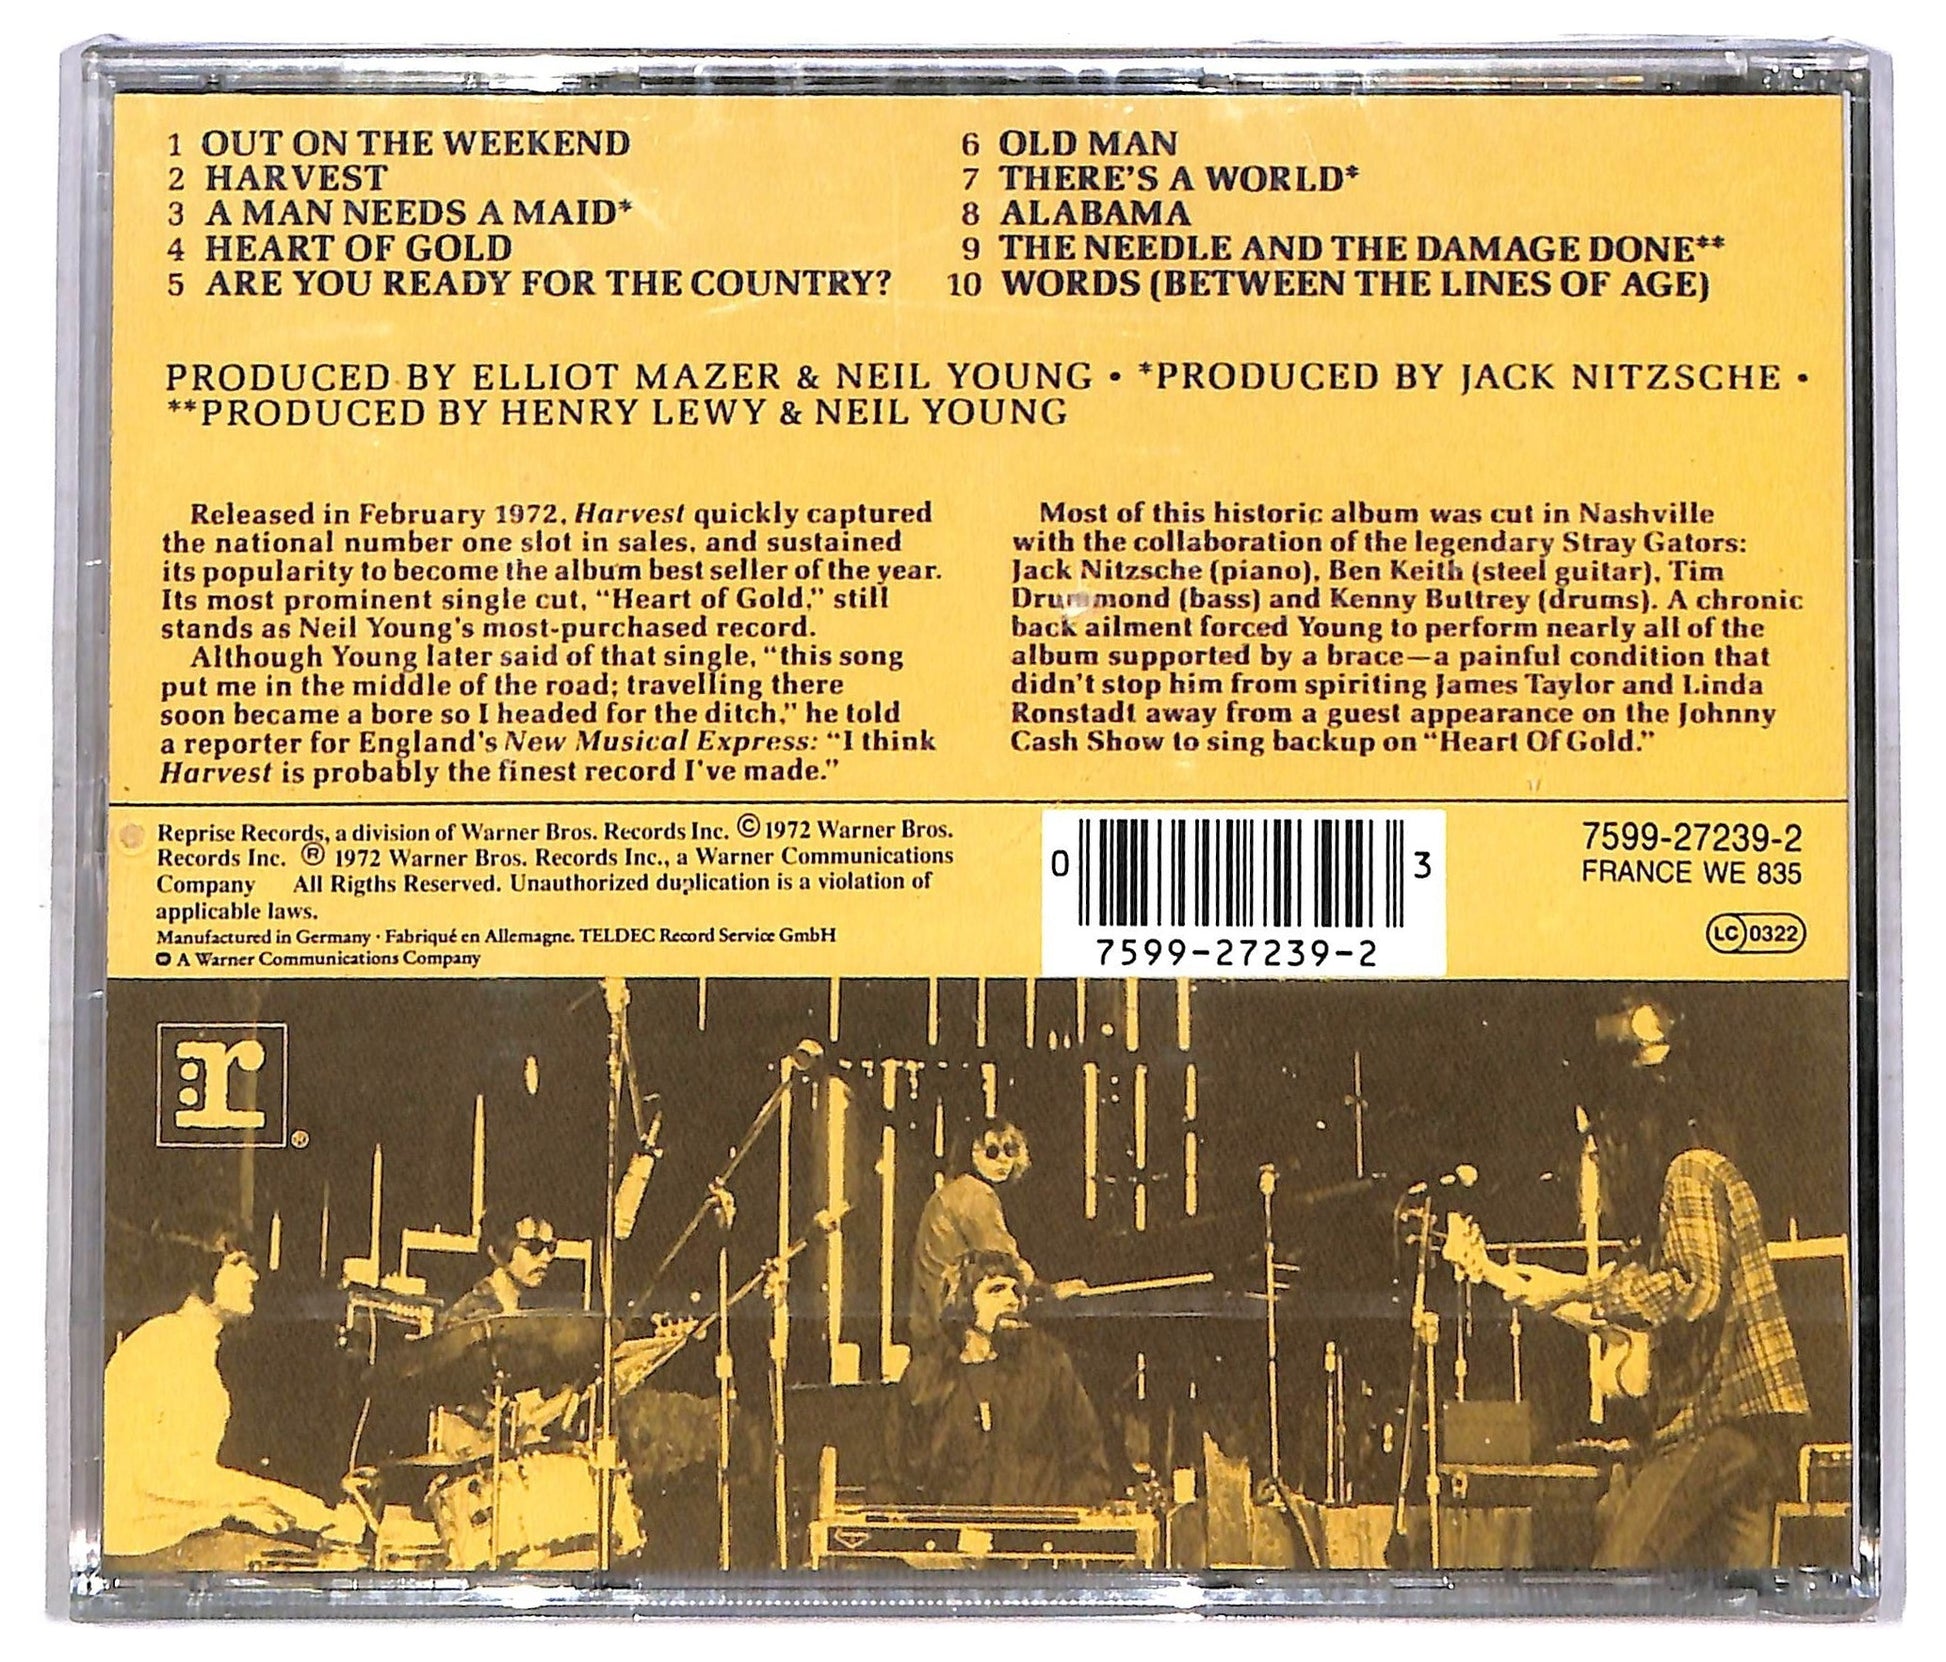 1 OUT ON THE WEEKEND
2 HARVEST
3 A MAN NEEDS A MAID*
4 HEART OF GOLD
5 ARE YOU READY FOR THE COUNTRY?
6 OLD MAN
7 THERE'S A WORLD*
8 ALABAMA
9 THE NEEDLE AND THE DAMAGE DONE**
10 WORDS (BETWEEN THE LINES OF AGE)
PRODUCED BY ELLIOT MAZER & NEIL YOUNG • *PRODUCED BY JACK NITZSCHE •
**PRODUCED BY HENRY LEWY & NEIL YOUNG
Released in February 1972, Harvest quickly captured
the national number one slot in sales, and sustained
its popularity to become the album best seller of the year.
Its most prominent single cut, "Heart of Gold," still
stands as Neil Young's most-purchased record.
Although Young later said of that single, "this song
put me in the middle of the road; travelling there
soon became a bore so I headed for the ditch," he told
a reporter for England's New Musical Express: "I think
Harvest is probably the finest record I've made."
Most of this historic album was cut in Nashville
with the collaboration of the legendary Stray Gators:
Jack Nitzsche (piano), Ben Keith (steel guitar), Tim
Drummond (bass) and Kenny Buttrey (drums). A chronic
back ailment forced Young to perform nearly all of the
album supported by a brace—a painful condition that
didn't stop him from spiriting James Taylor and Linda
Ronstadt away from a guest appearance on the Johnny
Cash Show to sing backup on "Heart Of Gold."
Reprise Records, a division of Warner Bros. Records Inc. © 1972 Warner Bros.
Records Inc. ® 1972 Warner Bros. Records Inc., a Warner Communications
Company All Rigths Reserved. Unauthorized duplication is a violation of
applicable laws.
Manufactured in Germany · Fabriqué en Allemagne. TELDEC Record Service GmbH
A Warner Communications Company
0 3
7599-27239-2
7599-27239-2
FRANCE WE 835
LC 0322
:r ®